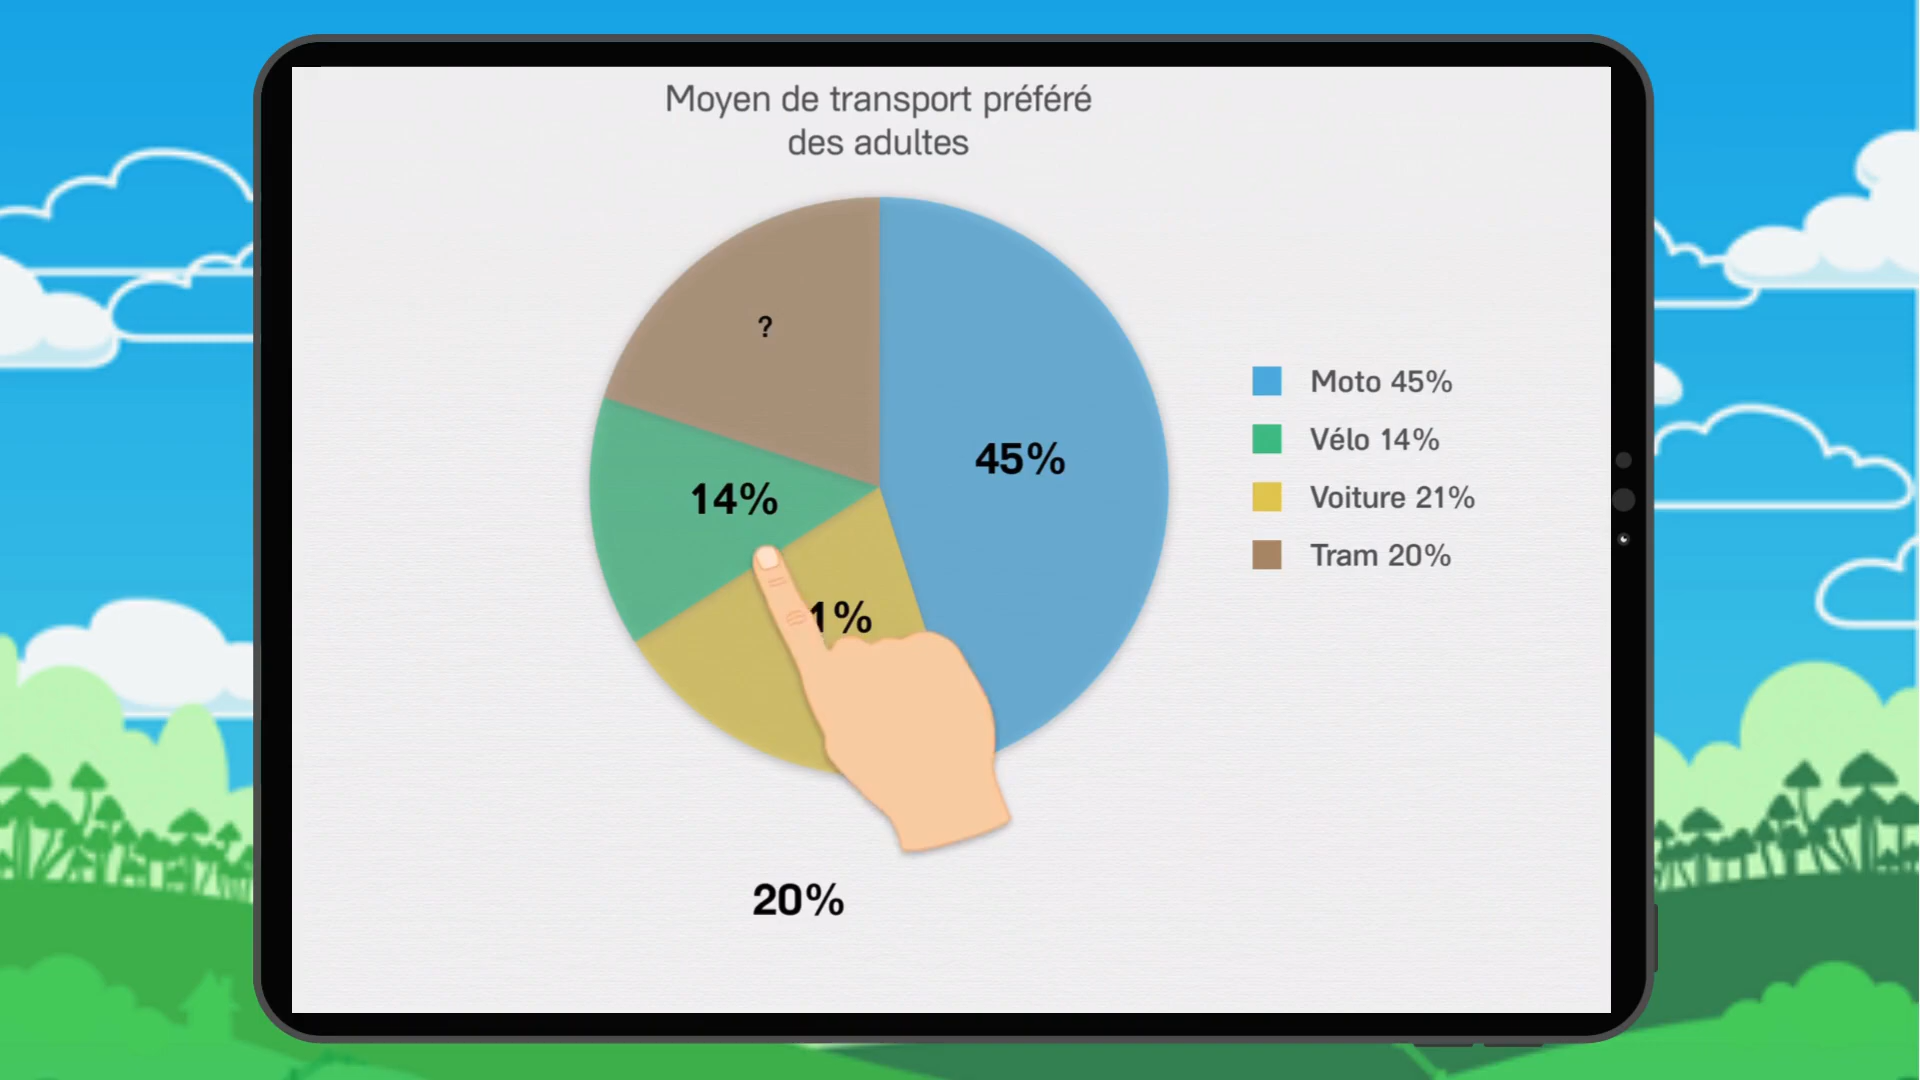 Moyen de transport préféré
des adultes
?
45%
14%
1%
Moto 45%
Vélo 14%
Voiture 21%
Tram 20%
20%